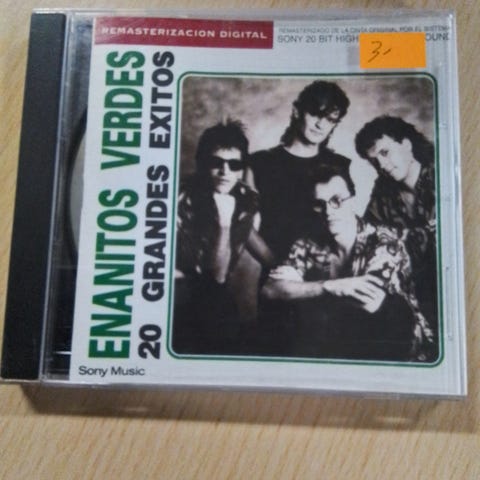 REMASTERIZACION DIGITAL
REMASTERIZADO DE LA CINTA ORIGINAL POR EL SISTEMA
SONY 20 BIT HIGH
3.-
ENANITOS VERDES
20 GRANDES EXITOS
Sony Music